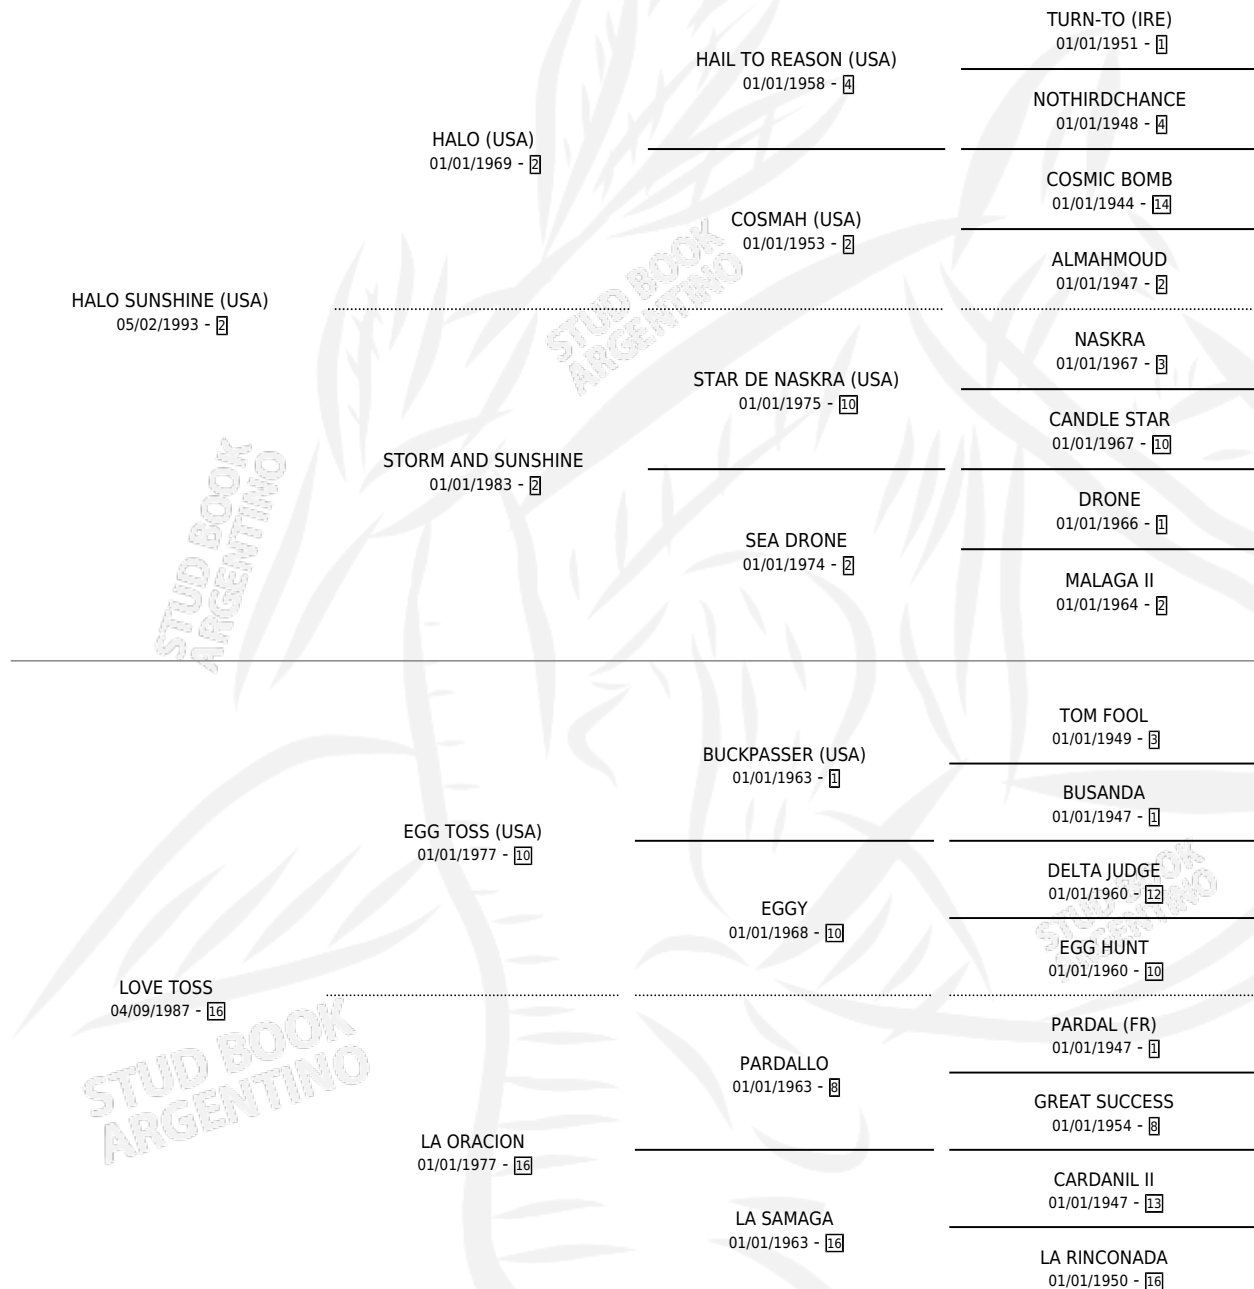 TURN-TO (IRE)
01/01/1951 - 1
HAIL TO REASON (USA)
01/01/1958 - 4
NOTHIRDCHANCE
01/01/1948 - 4
HALO (USA)
01/01/1969 - 2
COSMIC BOMB
01/01/1944 - 14
COSMAH (USA)
01/01/1953 - 2
ALMAHMOUD
01/01/1947 - 2
HALO SUNSHINE (USA)
05/02/1993 - 2
NASKRA
01/01/1967 - 3
STAR DE NASKRA (USA)
01/01/1975 - 10
CANDLE STAR
01/01/1967 - 10
STORM AND SUNSHINE
01/01/1983 - 2
DRONE
01/01/1966 - 1
SEA DRONE
01/01/1974 - 2
MALAGA II
01/01/1964 - 2
TOM FOOL
01/01/1949 - 3
BUCKPASSER (USA)
01/01/1963 - 1
BUSANDA
01/01/1947 - 1
EGG TOSS (USA)
01/01/1977 - 10
DELTA JUDGE
01/01/1960 - 12
EGGY
01/01/1968 - 10
EGG HUNT
01/01/1960 - 10
LOVE TOSS
04/09/1987 - 16
PARDAL (FR)
01/01/1947 - 1
PARDALLO
01/01/1963 - 8
GREAT SUCCESS
01/01/1954 - 8
LA ORACION
01/01/1977 - 16
CARDANIL II
01/01/1947 - 13
LA SAMAGA
01/01/1963 - 16
LA RINCONADA
01/01/1950 - 16
STUD BOOK
ARGENTINO
STUD BOOK
ARGENTINO
STUD BOOK
ARGENTINO
STUD BOOK
ARGENTINO